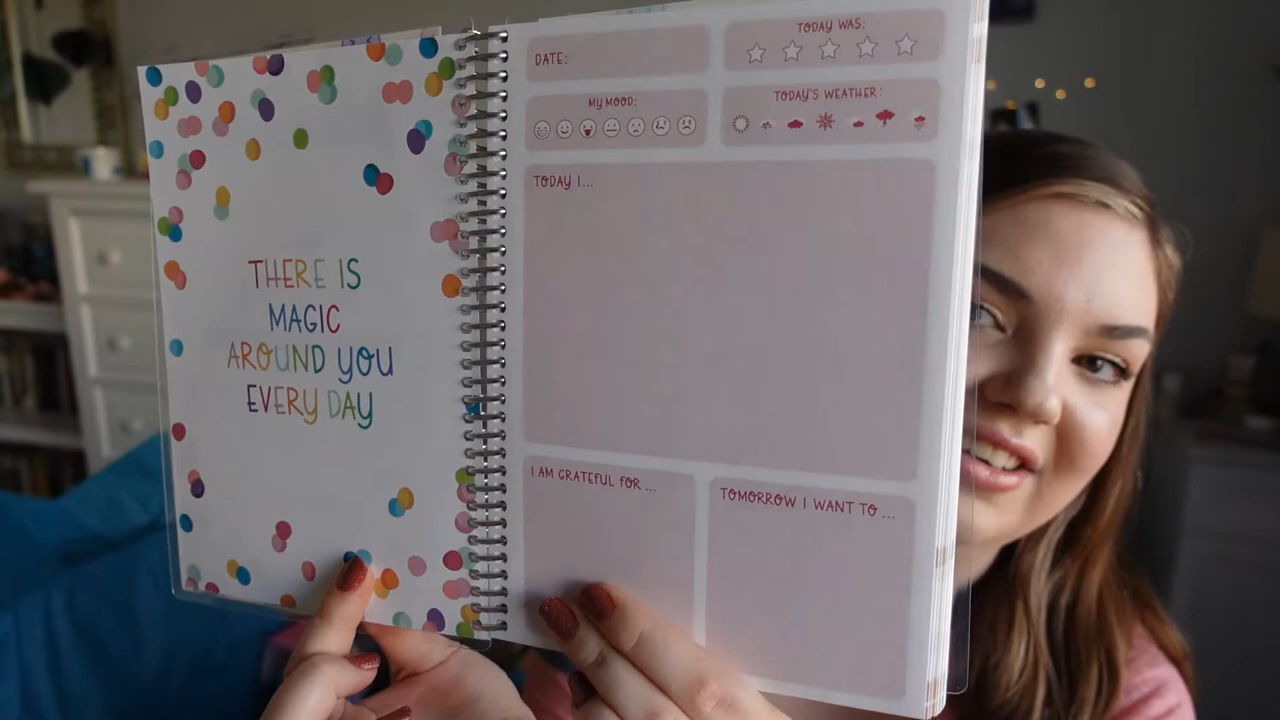 THERE IS
MAGIC
AROUND YOU
EVERY DAY
DATE:
TODAY WAS:
MY MOOD:
TODAY'S WEATHER:
TODAY I...
I AM GRATEFUL FOR ...
TOMORROW I WANT TO ...